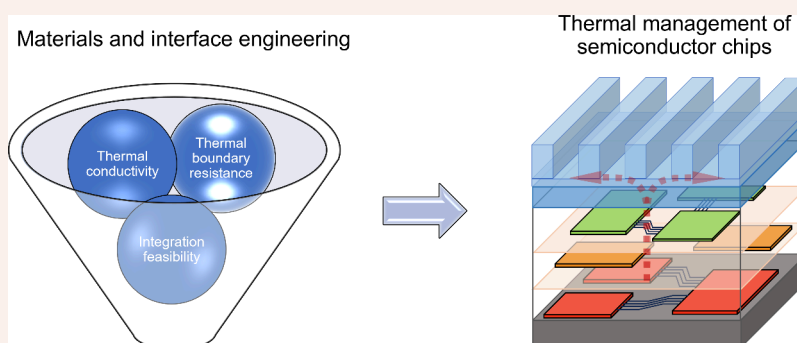 Materials and interface engineering
Thermal
conductivity
Thermal
boundary
resistance
Integration
feasibility
Thermal management of
semiconductor chips